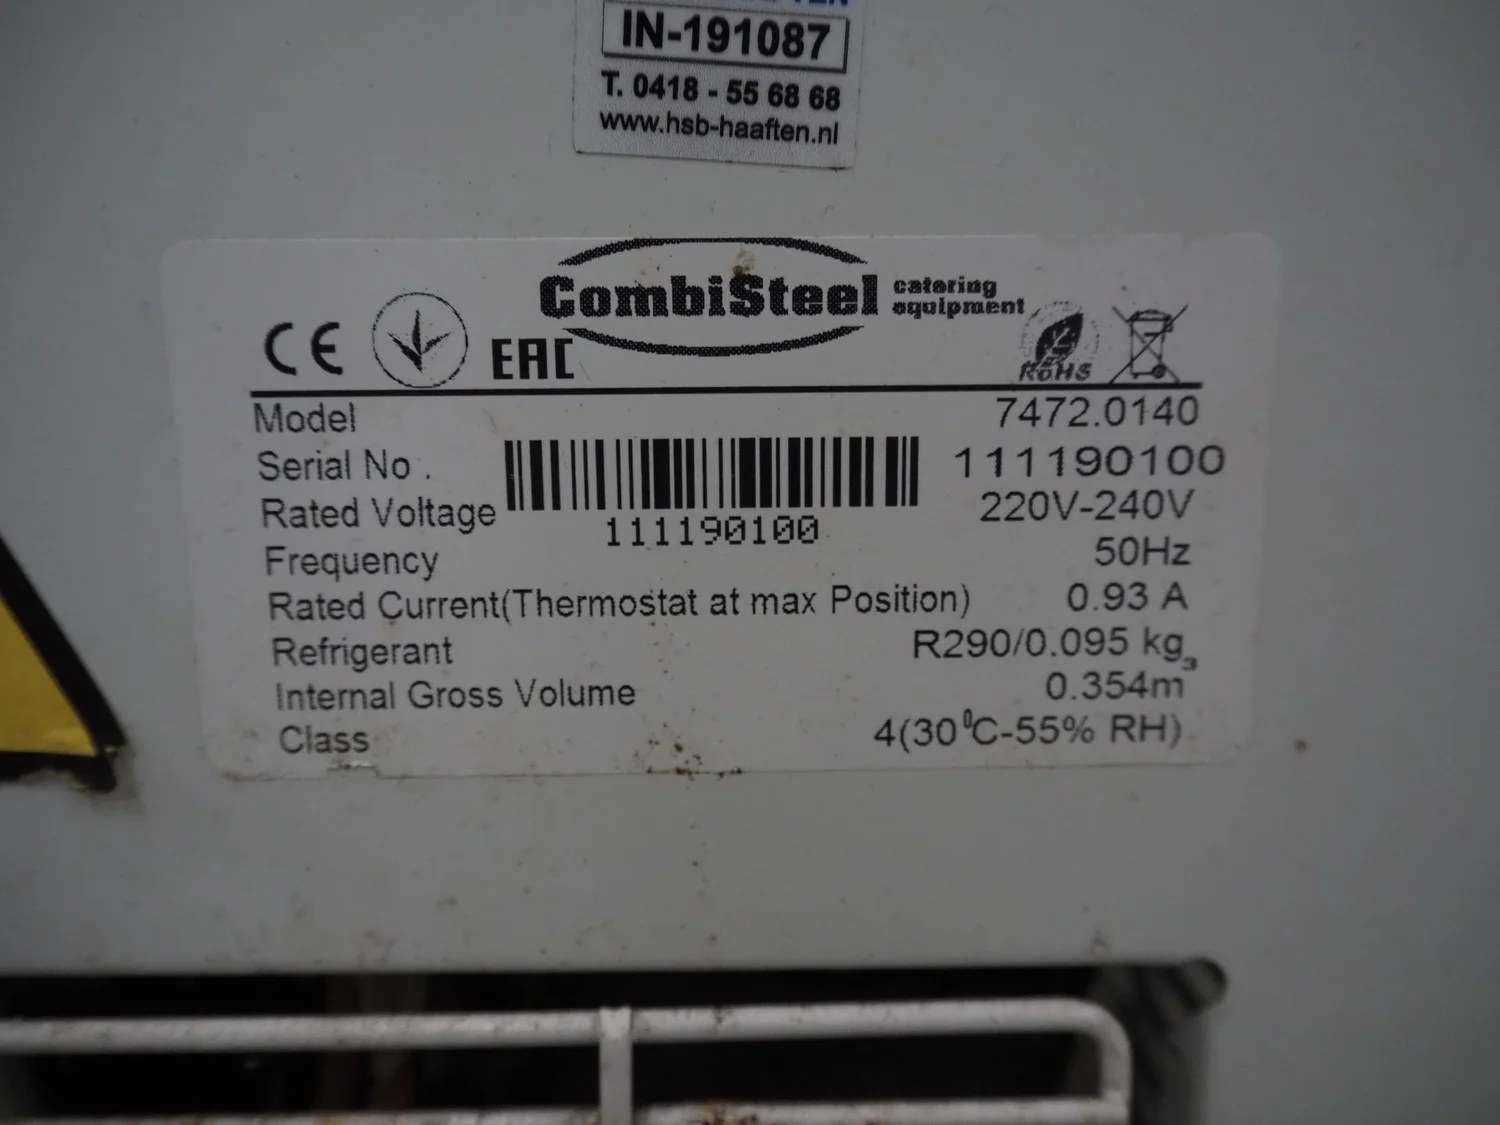 IN-191087
T. 0418 - 55 68 68
www.hsb-haaften.nl
CombiSteel catering equipment
CE EAC RoHS
Model 7472.0140
Serial No . 111190100
111190100
Rated Voltage 220V-240V
Frequency 50Hz
Rated Current(Thermostat at max Position) 0.93 A
Refrigerant R290/0.095 kg
Internal Gross Volume 0.354m³
Class 4(30⁰C-55% RH)